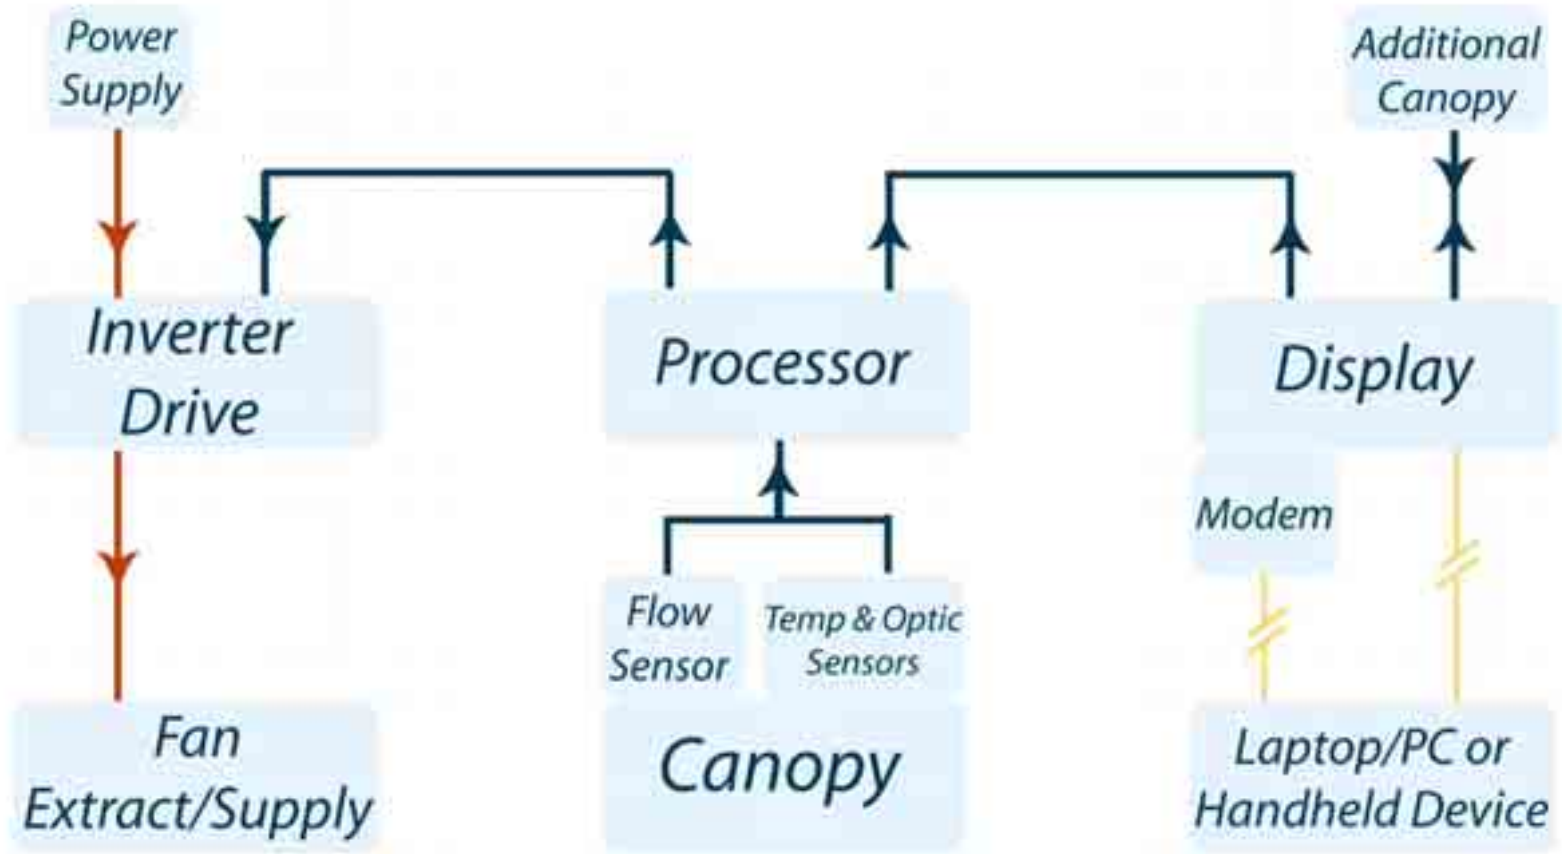 Power
Supply
Additional
Canopy
Inverter
Drive
Processor
Display
Modem
Flow
Sensor
Temp & Optic
Sensors
Fan
Extract/Supply
Canopy
Laptop/PC or
Handheld Device